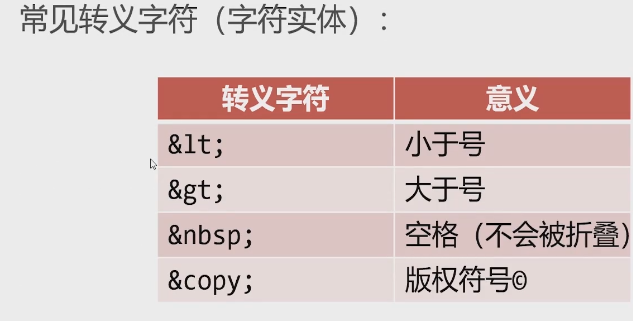 常见转义字符（字符实体）：
转义字符 意义
&lt; 小于号
&gt; 大于号
&nbsp; 空格（不会被折叠）
&copy; 版权符号©